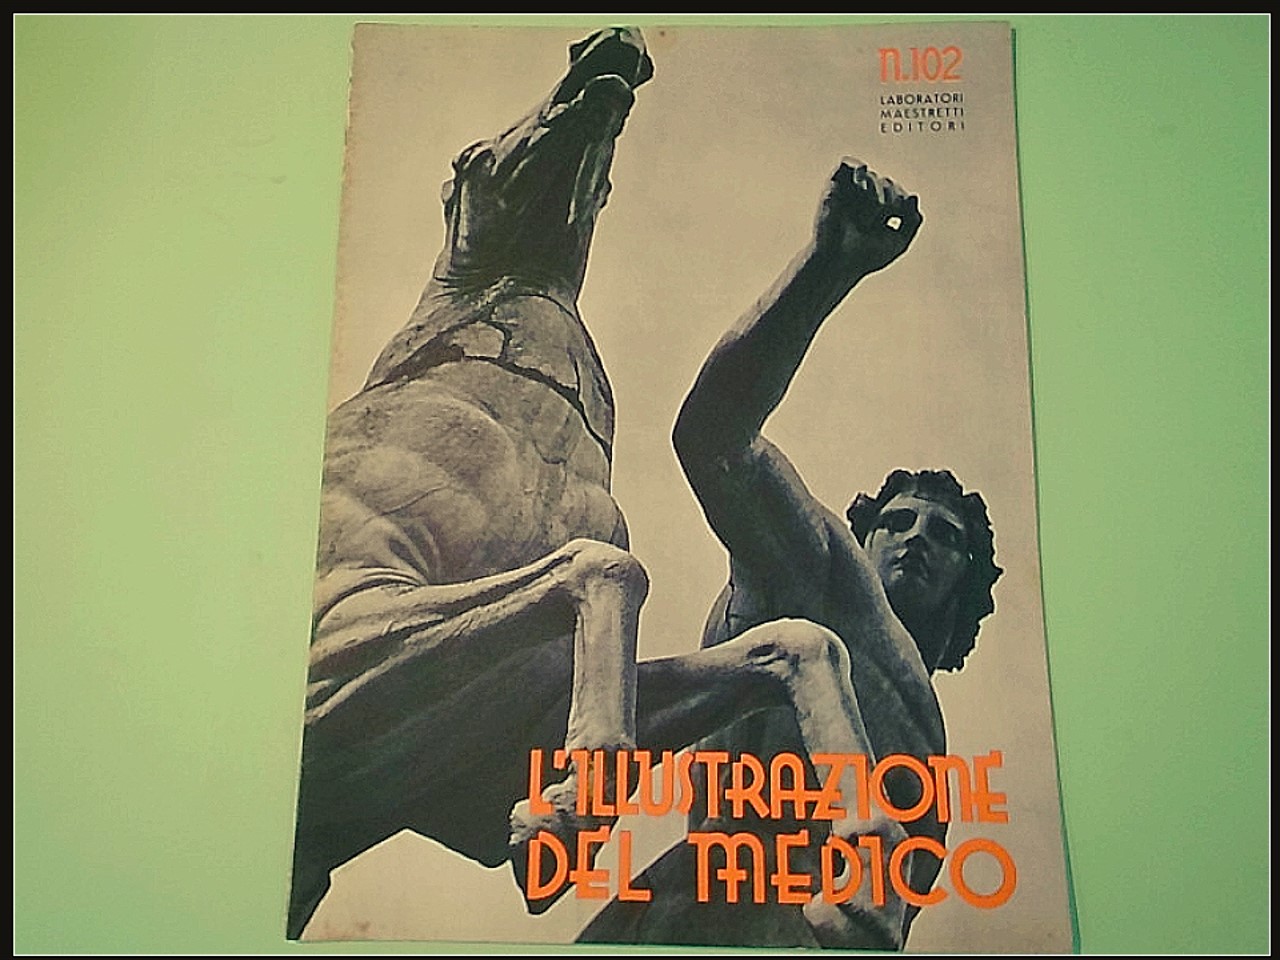 n.102
LABORATORI
MAESTRETTI
EDITORI
L'ILLUSTRAZIONE
DEL MEDICO